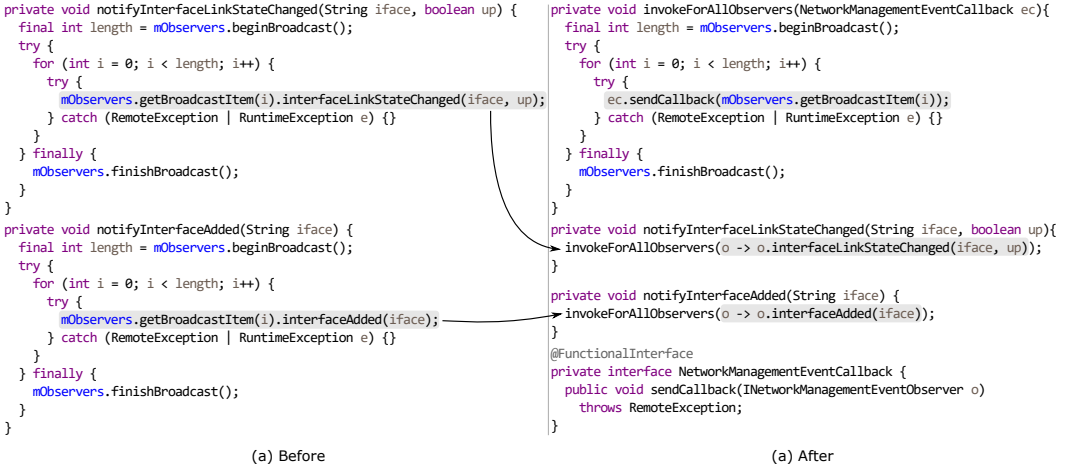 private void notifyInterfaceLinkStateChanged(String iface, boolean up) {
  final int length = mObservers.beginBroadcast();
  try {
    for (int i = 0; i < length; i++) {
      try {
        mObservers.getBroadcastItem(i).interfaceLinkStateChanged(iface, up);
      } catch (RemoteException | RuntimeException e) {}
    }
  } finally {
    mObservers.finishBroadcast();
  }
}
private void notifyInterfaceAdded(String iface) {
  final int length = mObservers.beginBroadcast();
  try {
    for (int i = 0; i < length; i++) {
      try {
        mObservers.getBroadcastItem(i).interfaceAdded(iface);
      } catch (RemoteException | RuntimeException e) {}
    }
  } finally {
    mObservers.finishBroadcast();
  }
}
(a) Before
private void invokeForAllObservers(NetworkManagementEventCallback ec){
  final int length = mObservers.beginBroadcast();
  try {
    for (int i = 0; i < length; i++) {
      try {
        ec.sendCallback(mObservers.getBroadcastItem(i));
      } catch (RemoteException | RuntimeException e) {}
    }
  } finally {
    mObservers.finishBroadcast();
  }
}
private void notifyInterfaceLinkStateChanged(String iface, boolean up){
  invokeForAllObservers(o -> o.interfaceLinkStateChanged(iface, up));
}
private void notifyInterfaceAdded(String iface) {
  invokeForAllObservers(o -> o.interfaceAdded(iface));
}
@FunctionalInterface
private interface NetworkManagementEventCallback {
  public void sendCallback(INetworkManagementEventObserver o)
    throws RemoteException;
}
(a) After